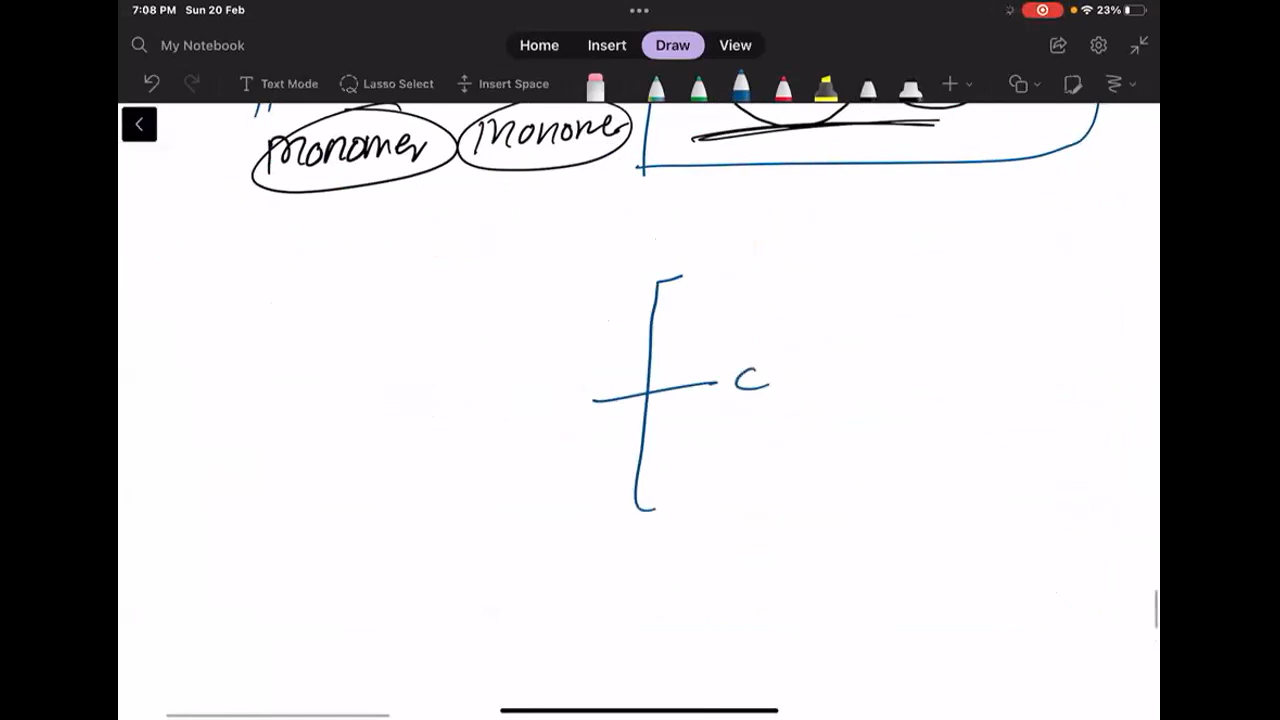 7:08 PM Sun 20 Feb
23%
My Notebook
Home Insert Draw View
Text Mode Lasso Select Insert Space
monomer monomer
C